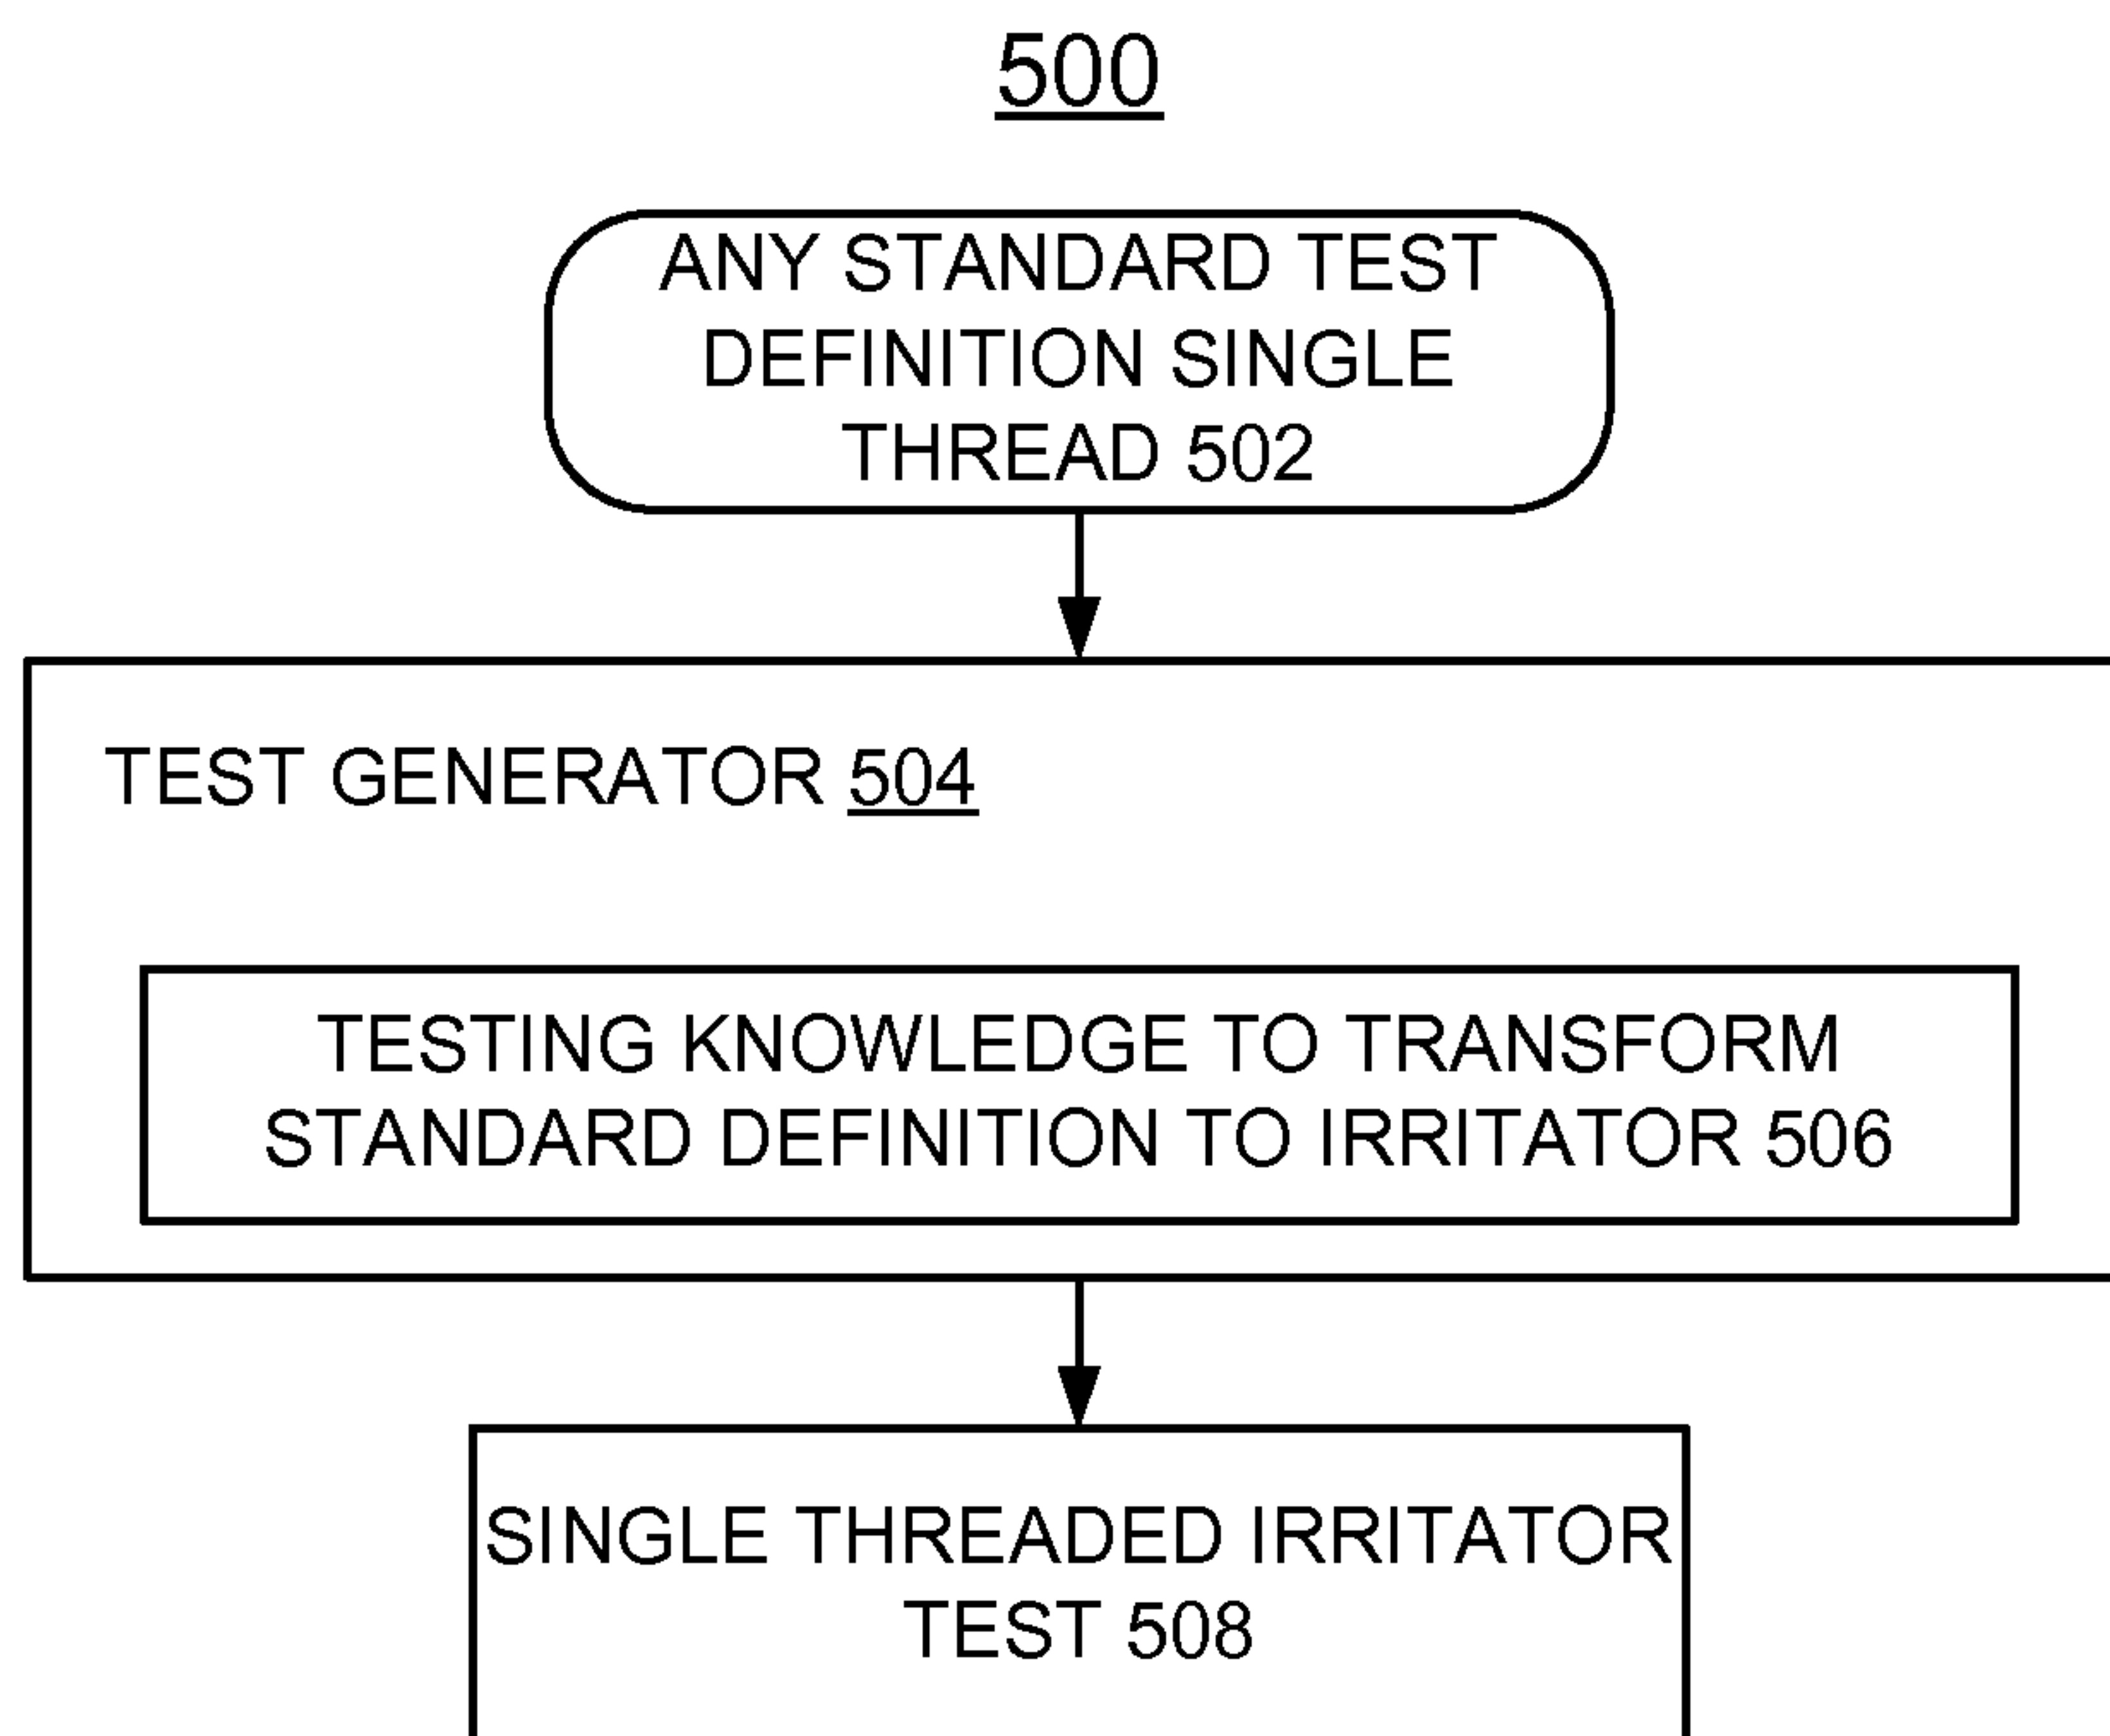 500
ANY STANDARD TEST
DEFINITION SINGLE
THREAD 502
TEST GENERATOR 504
TESTING KNOWLEDGE TO TRANSFORM
STANDARD DEFINITION TO IRRITATOR 506
SINGLE THREADED IRRITATOR
TEST 508